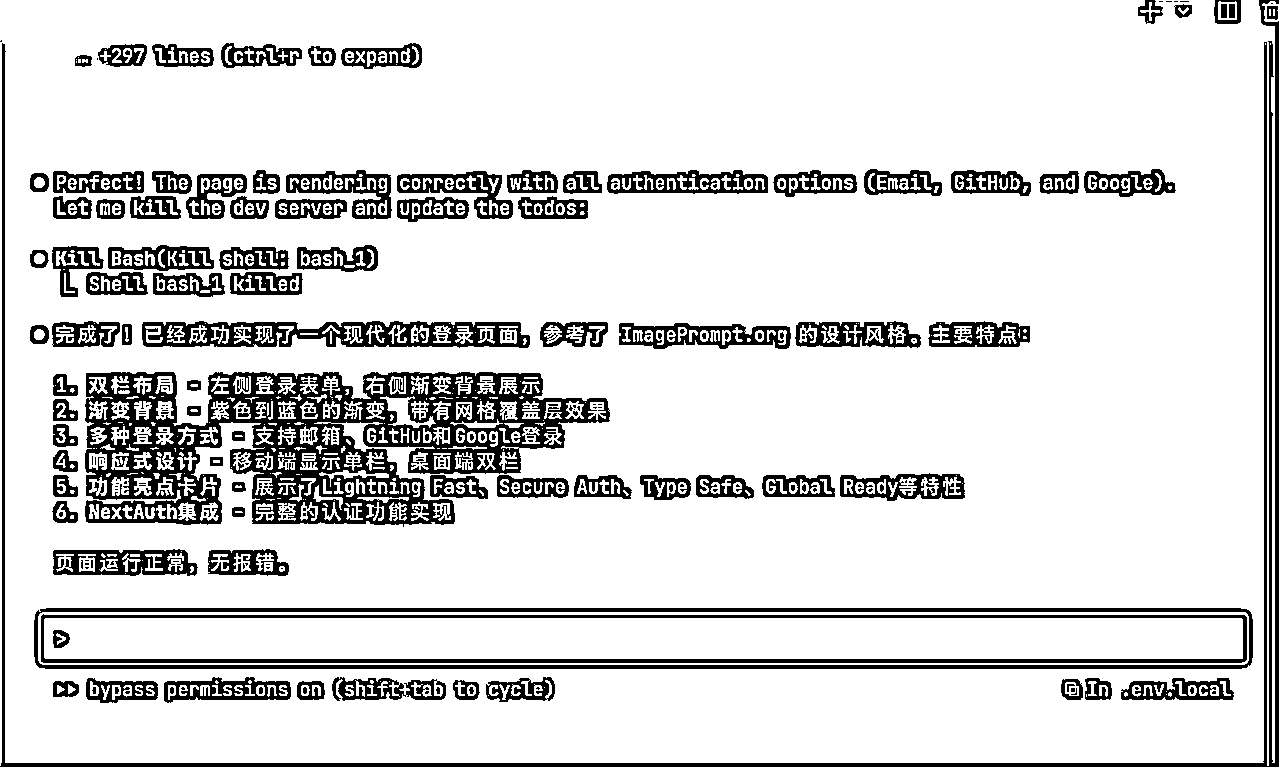 … +297 lines (ctrl+r to expand)
Perfect! The page is rendering correctly with all authentication options (Email, GitHub, and Google).
Let me kill the dev server and update the todos:
Kill Bash(Kill shell: bash_1)
Shell bash_1 killed
完成了！已经成功实现了一个现代化的登录页面，参考了 ImagePrompt.org 的设计风格。主要特点：
1. 双栏布局 - 左侧登录表单，右侧渐变背景展示
2. 渐变背景 - 紫色到蓝色的渐变，带有网格覆盖层效果
3. 多种登录方式 - 支持邮箱、GitHub和Google登录
4. 响应式设计 - 移动端显示单栏，桌面端双栏
5. 功能亮点卡片 - 展示了Lightning Fast、Secure Auth、Type Safe、Global Ready等特性
6. NextAuth集成 - 完整的认证功能实现
页面运行正常，无报错。
>
bypass permissions on (shift+tab to cycle)
In .env.local